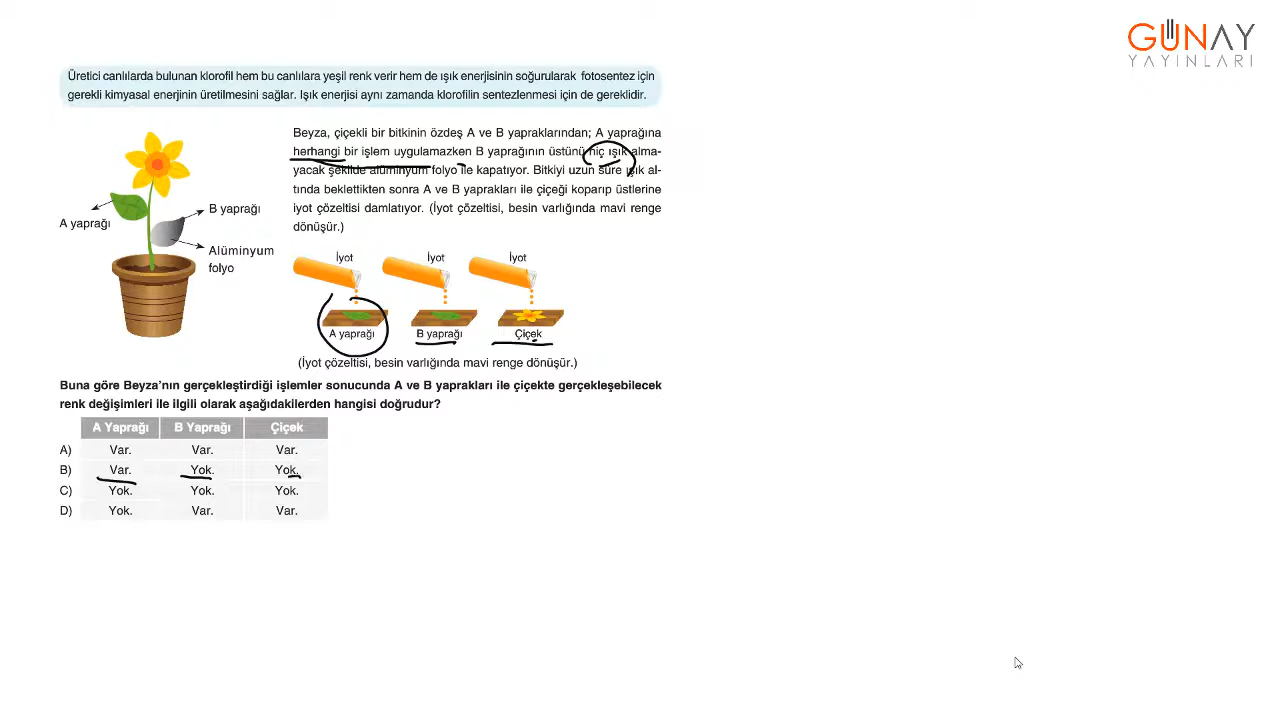 GÜNAY
YAYINLARI
Üretici canlılarda bulunan klorofil hem bu canlılara yeşil renk verir hem de ışık enerjisinin soğurularak fotosentez için
gerekli kimyasal enerjinin üretilmesini sağlar. Işık enerjisi aynı zamanda klorofilin sentezlenmesi için de gereklidir.
A yaprağı
B yaprağı
Alüminyum
folyo
Beyza, çiçekli bir bitkinin özdeş A ve B yapraklarından; A yaprağına
herhangi bir işlem uygulamazken B yaprağının üstünü hiç ışık alma-
yacak şekilde alüminyum folyo ile kapatıyor. Bitkiyi uzun süre ışık al-
tında beklettikten sonra A ve B yaprakları ile çiçeği koparıp üstlerine
iyot çözeltisi damlatıyor. (İyot çözeltisi, besin varlığında mavi renge
dönüşür.)
İyot İyot İyot
A yaprağı B yaprağı Çiçek
(İyot çözeltisi, besin varlığında mavi renge dönüşür.)
Buna göre Beyza'nın gerçekleştirdiği işlemler sonucunda A ve B yaprakları ile çiçekte gerçekleşebilecek
renk değişimleri ile ilgili olarak aşağıdakilerden hangisi doğrudur?
A Yaprağı B Yaprağı Çiçek
A) Var. Var. Var.
B) Var. Yok. Yok.
C) Yok. Yok. Yok.
D) Yok. Var. Var.